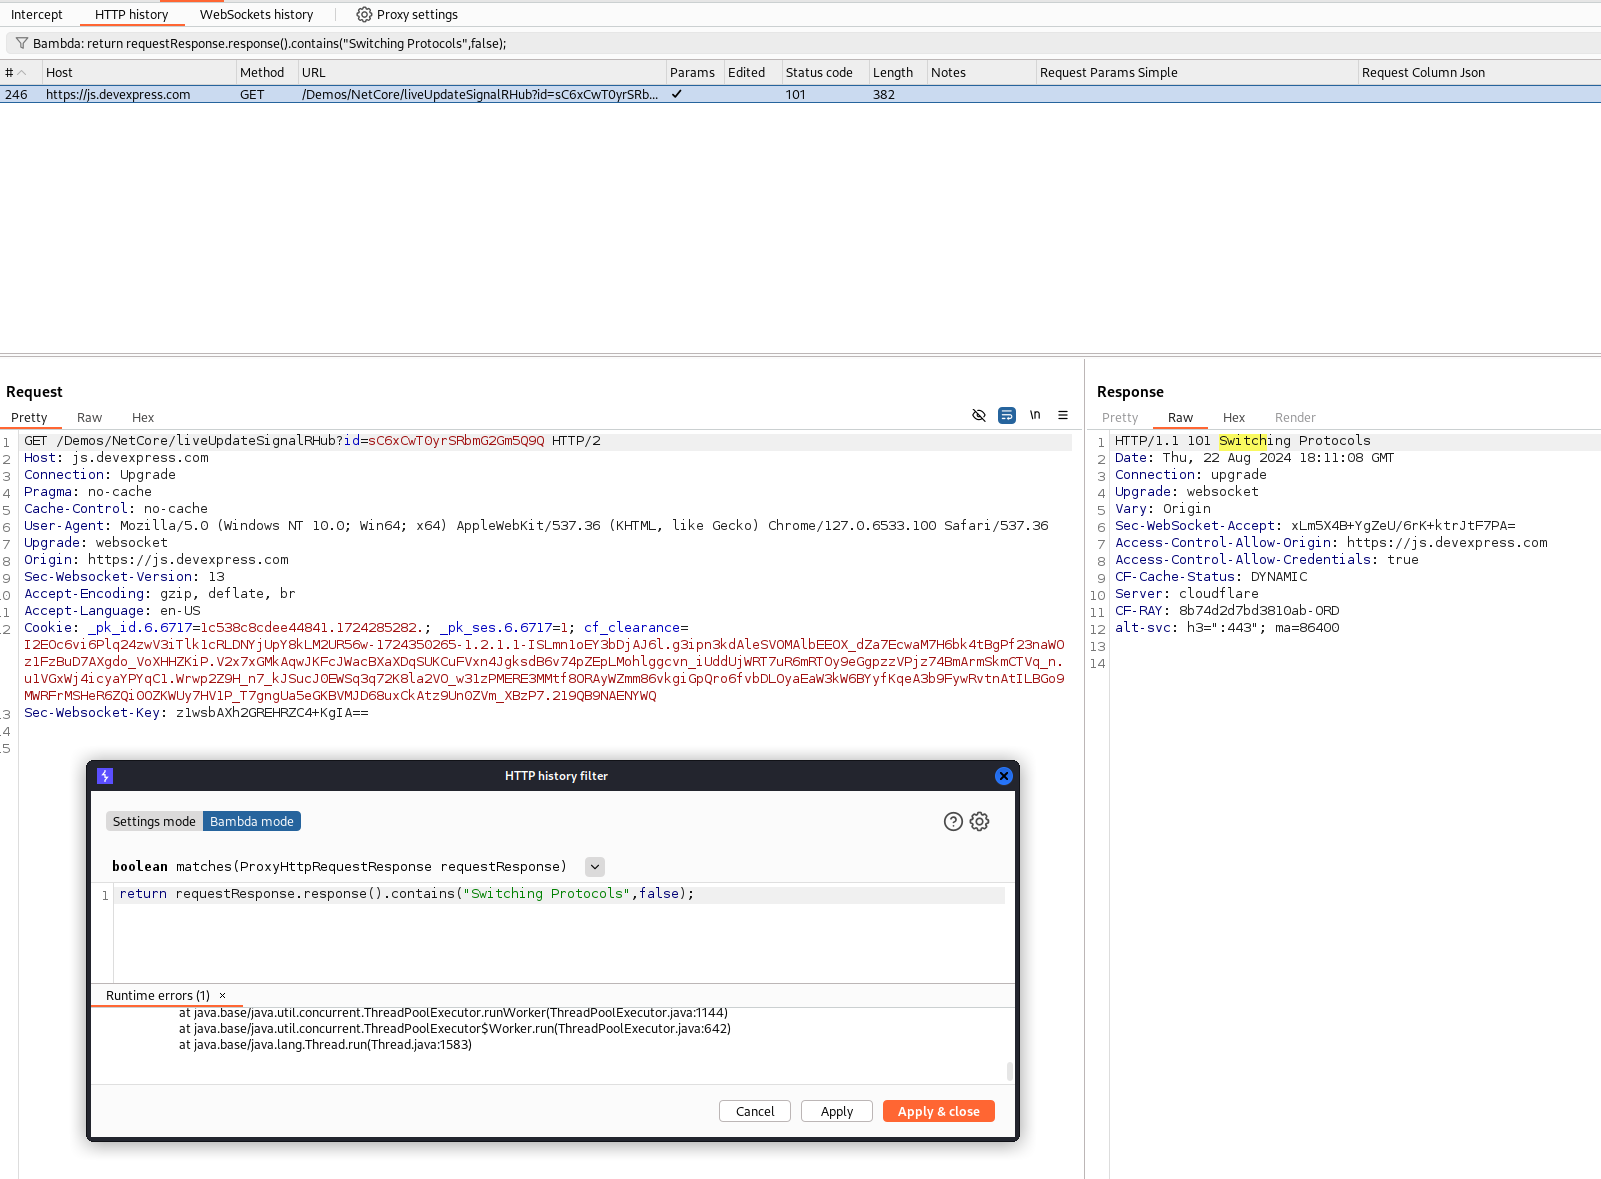 Intercept HTTP history WebSockets history Proxy settings
Bambda: return requestResponse.response().contains("Switching Protocols",false);
# Host Method URL Params Edited Status code Length Notes Request Params Simple Request Column Json
246 https://js.devexpress.com GET /Demos/NetCore/liveUpdateSignalRHub?id=sC6xCwT0yrSRb... ✓ 101 382
Request
Pretty Raw Hex
\n
1 GET /Demos/NetCore/liveUpdateSignalRHub?id=sC6xCwT0yrSRbmG2Gm5Q9Q HTTP/2
2 Host: js.devexpress.com
3 Connection: Upgrade
4 Pragma: no-cache
5 Cache-Control: no-cache
6 User-Agent: Mozilla/5.0 (Windows NT 10.0; Win64; x64) AppleWebKit/537.36 (KHTML, like Gecko) Chrome/127.0.6533.100 Safari/537.36
7 Upgrade: websocket
8 Origin: https://js.devexpress.com
9 Sec-Websocket-Version: 13
0 Accept-Encoding: gzip, deflate, br
1 Accept-Language: en-US
2 Cookie: _pk_id.6.6717=1c538c8cdee44841.1724285282.; _pk_ses.6.6717=1; cf_clearance=
I2EOc6vi6Plq24zwV3iTlk1cRLDNYjUpY8kLM2UR56w-1724350265-1.2.1.1-ISLmn1oEY3bDjAJ6l.g3ipn3kdAleSVOMAlbEEOX_dZa7EcwaM7H6bk4tBgPf23naWO
z1FzBuD7AXgdo_VoXHHZKiP.V2x7xGMkAqwJKFcJWacBXaXDqSUKCuFVxn4JgksdB6v74pZEpLMohlggcvn_iUddUjWRT7uR6mRTOy9eGgpzzVPjz74BmArmSkmCTVq_n.
u1VGxWj4icyaYPYqC1.Wrwp2Z9H_n7_kJSucJ0EWSq3q72K8la2VO_w31zPMERE3MMtf8ORAyWZmm86vkgiGpQro6fvbDLOyaEaW3kW6BYyfKqeA3b9FywRvtnAtILBGo9
MWRFrMSHeR6ZQi0OZKWUy7HV1P_T7gngUa5eGKBVMJD68uxCkAtz9Un0ZVm_XBzP7.219QB9NAENYWQ
3 Sec-Websocket-Key: z1wsbAXh2GREHRZC4+KgIA==
4
5
Response
Pretty Raw Hex Render
1 HTTP/1.1 101 Switching Protocols
2 Date: Thu, 22 Aug 2024 18:11:08 GMT
3 Connection: upgrade
4 Upgrade: websocket
5 Vary: Origin
6 Sec-WebSocket-Accept: xLm5X4B+YgZeU/6rK+ktrJtF7PA=
7 Access-Control-Allow-Origin: https://js.devexpress.com
8 Access-Control-Allow-Credentials: true
9 CF-Cache-Status: DYNAMIC
10 Server: cloudflare
11 CF-RAY: 8b74d2d7bd3810ab-ORD
12 alt-svc: h3=":443"; ma=86400
13
14
HTTP history filter
Settings mode Bambda mode
boolean matches(ProxyHttpRequestResponse requestResponse)
1 return requestResponse.response().contains("Switching Protocols",false);
Runtime errors (1) ×
at java.base/java.util.concurrent.ThreadPoolExecutor.runWorker(ThreadPoolExecutor.java:1144)
at java.base/java.util.concurrent.ThreadPoolExecutor$Worker.run(ThreadPoolExecutor.java:642)
at java.base/java.lang.Thread.run(Thread.java:1583)
Cancel Apply Apply & close